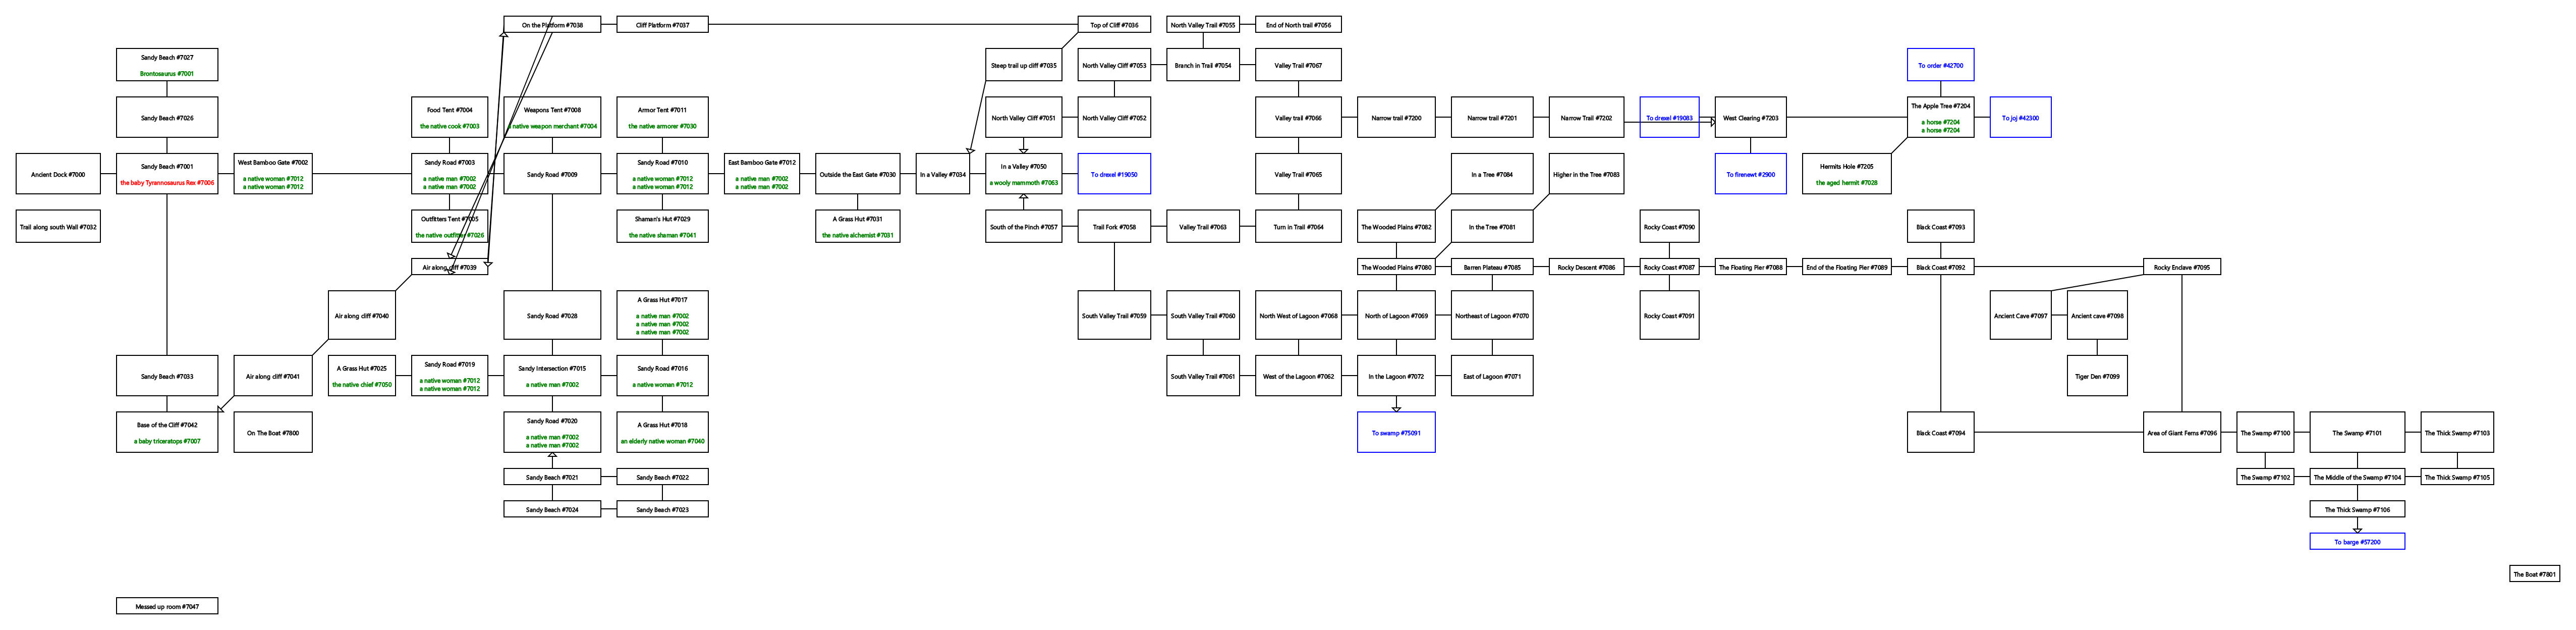 On the Platform #7038
Cliff Platform #7037
Top of Cliff #7036
North Valley Trail #7055
End of North trail #7056
Sandy Beach #7027
Brontosaurus #7001
Steep trail up cliff #7035
North Valley Cliff #7053
Branch in Trail #7054
Valley Trail #7067
To order #42700
Sandy Beach #7026
Food Tent #7004
the native cook #7003
Weapons Tent #7008
a native weapon merchant #7004
Armor Tent #7011
the native armorer #7030
North Valley Cliff #7051
North Valley Cliff #7052
Valley trail #7066
Narrow trail #7200
Narrow trail #7201
Narrow Trail #7202
To drexel #19083
West Clearing #7203
The Apple Tree #7204
a horse #7204
a horse #7204
To joj #42300
Ancient Dock #7000
Sandy Beach #7001
the baby Tyrannosaurus Rex #7006
West Bamboo Gate #7002
a native woman #7012
a native woman #7012
Sandy Road #7003
a native man #7002
a native man #7002
Sandy Road #7009
Sandy Road #7010
a native woman #7012
a native woman #7012
East Bamboo Gate #7012
a native man #7002
a native man #7002
Outside the East Gate #7030
In a Valley #7034
In a Valley #7050
a wooly mammoth #7063
To drexel #19050
Valley Trail #7065
In a Tree #7084
Higher in the Tree #7083
To firenewt #2900
Hermits Hole #7205
the aged hermit #7028
Trail along south Wall #7032
Outfitters Tent #7005
the native outfitter #7026
Shaman's Hut #7029
the native shaman #7041
A Grass Hut #7031
the native alchemist #7031
South of the Pinch #7057
Trail Fork #7058
Valley Trail #7063
Turn in Trail #7064
The Wooded Plains #7082
In the Tree #7081
Rocky Coast #7090
Black Coast #7093
Air along cliff #7039
The Wooded Plains #7080
Barren Plateau #7085
Rocky Descent #7086
Rocky Coast #7087
The Floating Pier #7088
End of the Floating Pier #7089
Black Coast #7092
Rocky Enclave #7095
Air along cliff #7040
Sandy Road #7028
A Grass Hut #7017
a native man #7002
a native man #7002
a native man #7002
South Valley Trail #7059
South Valley Trail #7060
North West of Lagoon #7068
North of Lagoon #7069
Northeast of Lagoon #7070
Rocky Coast #7091
Ancient Cave #7097
Ancient cave #7098
Sandy Beach #7033
Air along cliff #7041
A Grass Hut #7025
the native chief #7050
Sandy Road #7019
a native woman #7012
a native woman #7012
Sandy Intersection #7015
a native man #7002
Sandy Road #7016
a native woman #7012
South Valley Trail #7061
West of the Lagoon #7062
In the Lagoon #7072
East of Lagoon #7071
Tiger Den #7099
Base of the Cliff #7042
a baby triceratops #7007
On The Boat #7800
Sandy Road #7020
a native man #7002
a native man #7002
A Grass Hut #7018
an elderly native woman #7040
To swamp #75091
Black Coast #7094
Area of Giant Ferns #7096
The Swamp #7100
The Swamp #7101
The Thick Swamp #7103
Sandy Beach #7021
Sandy Beach #7022
The Swamp #7102
The Middle of the Swamp #7104
The Thick Swamp #7105
Sandy Beach #7024
Sandy Beach #7023
The Thick Swamp #7106
To barge #57200
The Boat #7801
Messed up room #7047